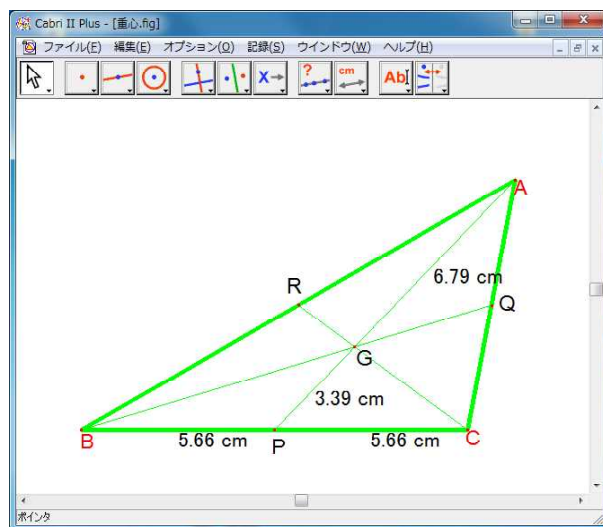 Cabri II Plus - [重心.fig]
ファイル(F) 編集(E) オプション(O) 記録(S) ウインドウ(W) ヘルプ(H)
X ? cm Ab
A
6.79 cm
R
Q
G
3.39 cm
B 5.66 cm P 5.66 cm C
ポインタ